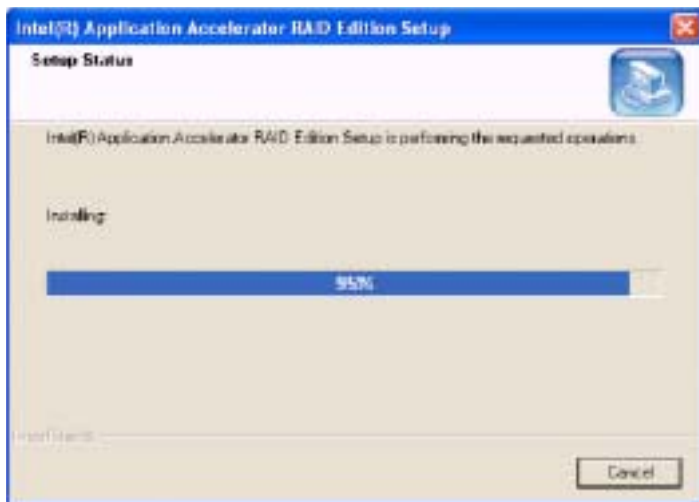 Intel(R) Application Accelerator RAID Edition Setup
Setup Status
Intel(R) Application Accelerator RAID Edition Setup is performing the requested operations.
Installing:
95%
InstallShield
Cancel